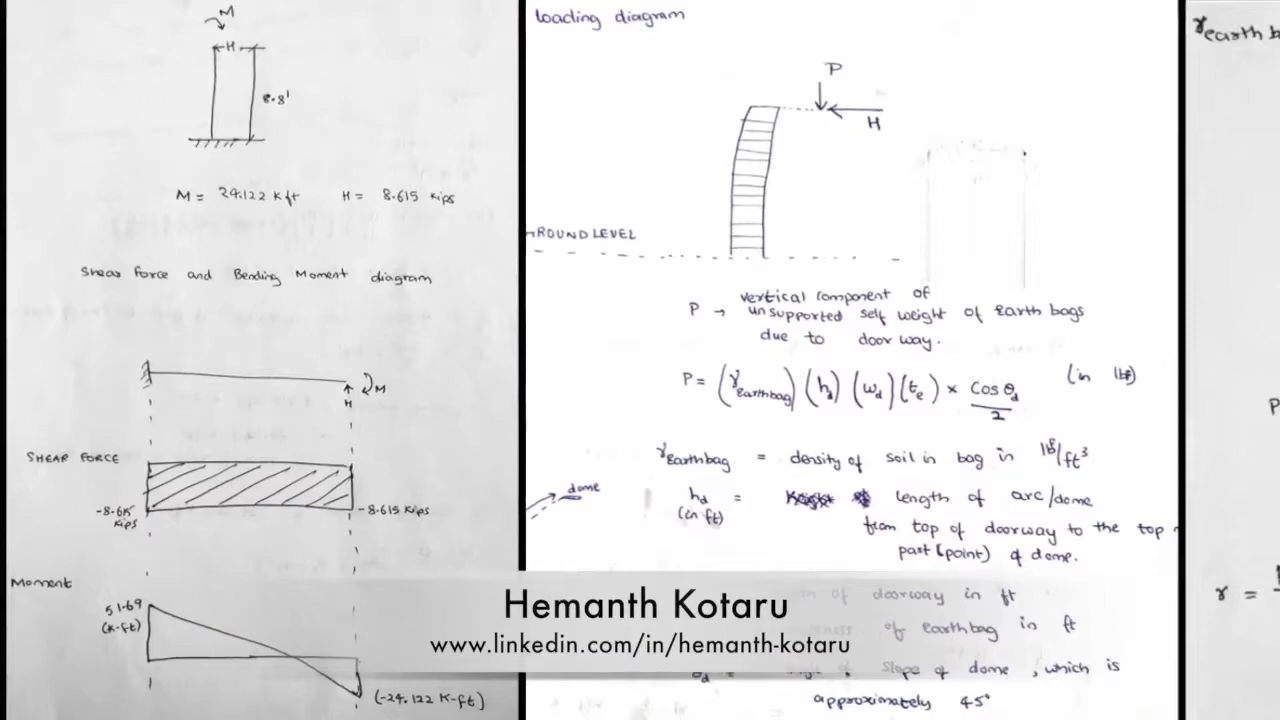 M
H
8.8'
M = 24.122 K ft H = 8.615 Kips
Shear Force and Bending Moment diagram
M
H
SHEAR FORCE
-8.615 Kips
-8.615 Kips
Moment
51.69
(K-ft)
(-24.122 K-ft)
loading diagram
P
H
GROUND LEVEL
P → vertical component of
unsupported self weight of Earth bags
due to door way.
P = (γearthbag) (hd) (wd) (te) × Cosθd/2 (in lbf)
γEarthbag = density of soil in bag in lb/ft³
dome
hd = length of arc/dome
(in ft)
from top of doorway to the top
part (point) of dome.
of doorway in ft
of earthbag in ft
slope of dome, which is
approximately 45°
γearth
P
γ =
Hemanth Kotaru
www.linkedin.com/in/hemanth-kotaru